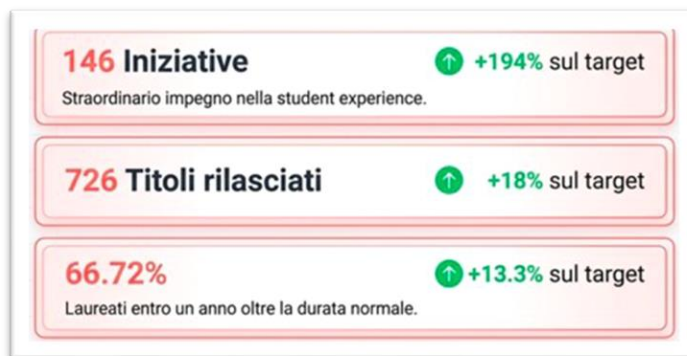 146 Iniziative
+194% sul target
Straordinario impegno nella student experience.
726 Titoli rilasciati
+18% sul target
66.72%
+13.3% sul target
Laureati entro un anno oltre la durata normale.